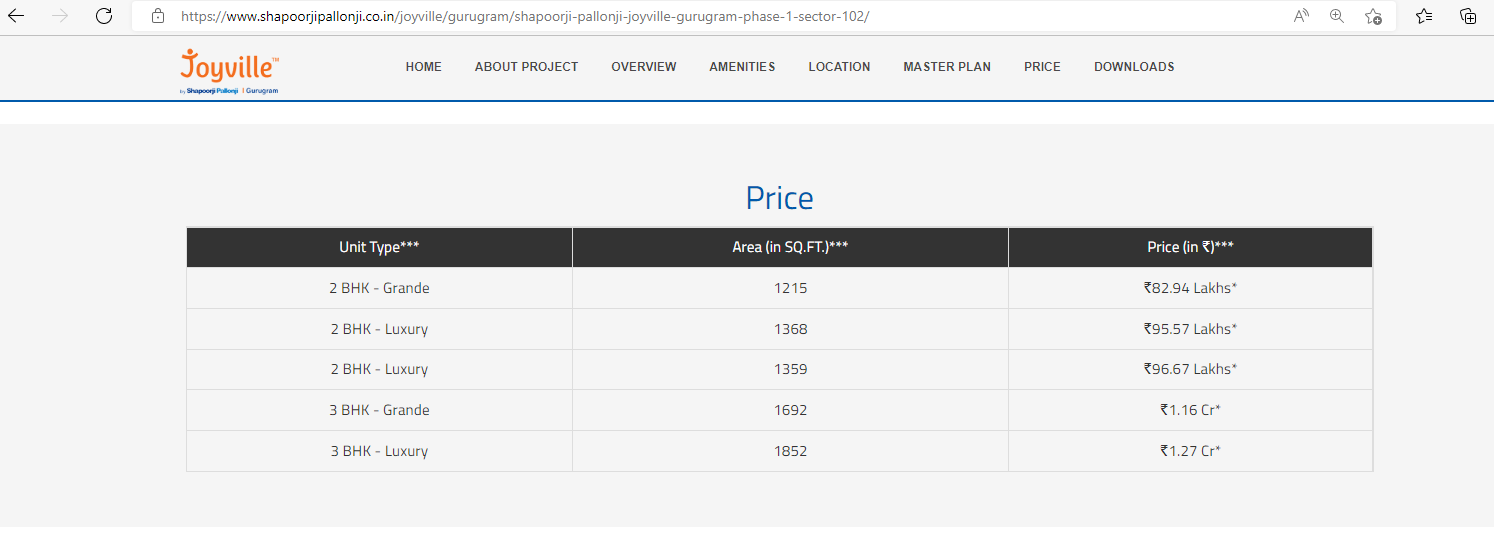 https://www.shapoorjipallonji.co.in/joyville/gurugram/shapoorji-pallonji-joyville-gurugram-phase-1-sector-102/
Joyville™
by Shapoorji Pallonji | Gurugram
HOME ABOUT PROJECT OVERVIEW AMENITIES LOCATION MASTER PLAN PRICE DOWNLOADS
Price
Unit Type*** Area (in SQ.FT.)*** Price (in ₹)***
2 BHK - Grande 1215 ₹82.94 Lakhs*
2 BHK - Luxury 1368 ₹95.57 Lakhs*
2 BHK - Luxury 1359 ₹96.67 Lakhs*
3 BHK - Grande 1692 ₹1.16 Cr*
3 BHK - Luxury 1852 ₹1.27 Cr*